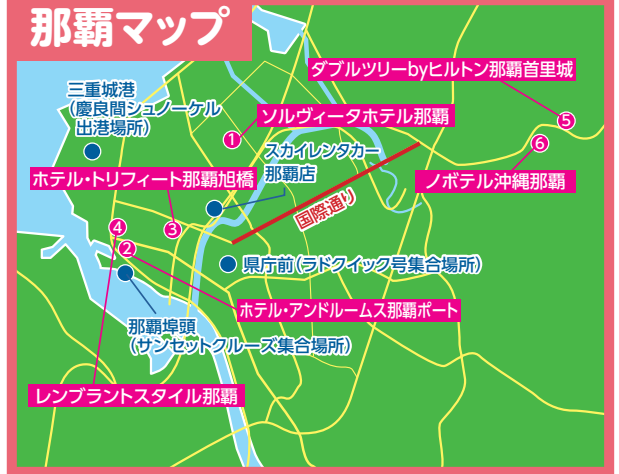 那覇マップ
ダブルツリーbyヒルトン那覇首里城
三重城港
(慶良間シュノーケル
出港場所)
5
1
ソルヴィータホテル那覇
6
スカイレンタカー
那覇店
ホテル・トリフィート那覇旭橋
ノボテル沖縄那覇
国際通り
4
3
2
県庁前(ラドクイック号集合場所)
ホテル・アンドルームス那覇ポート
那覇埠頭
(サンセットクルーズ集合場所)
レンブラントスタイル那覇